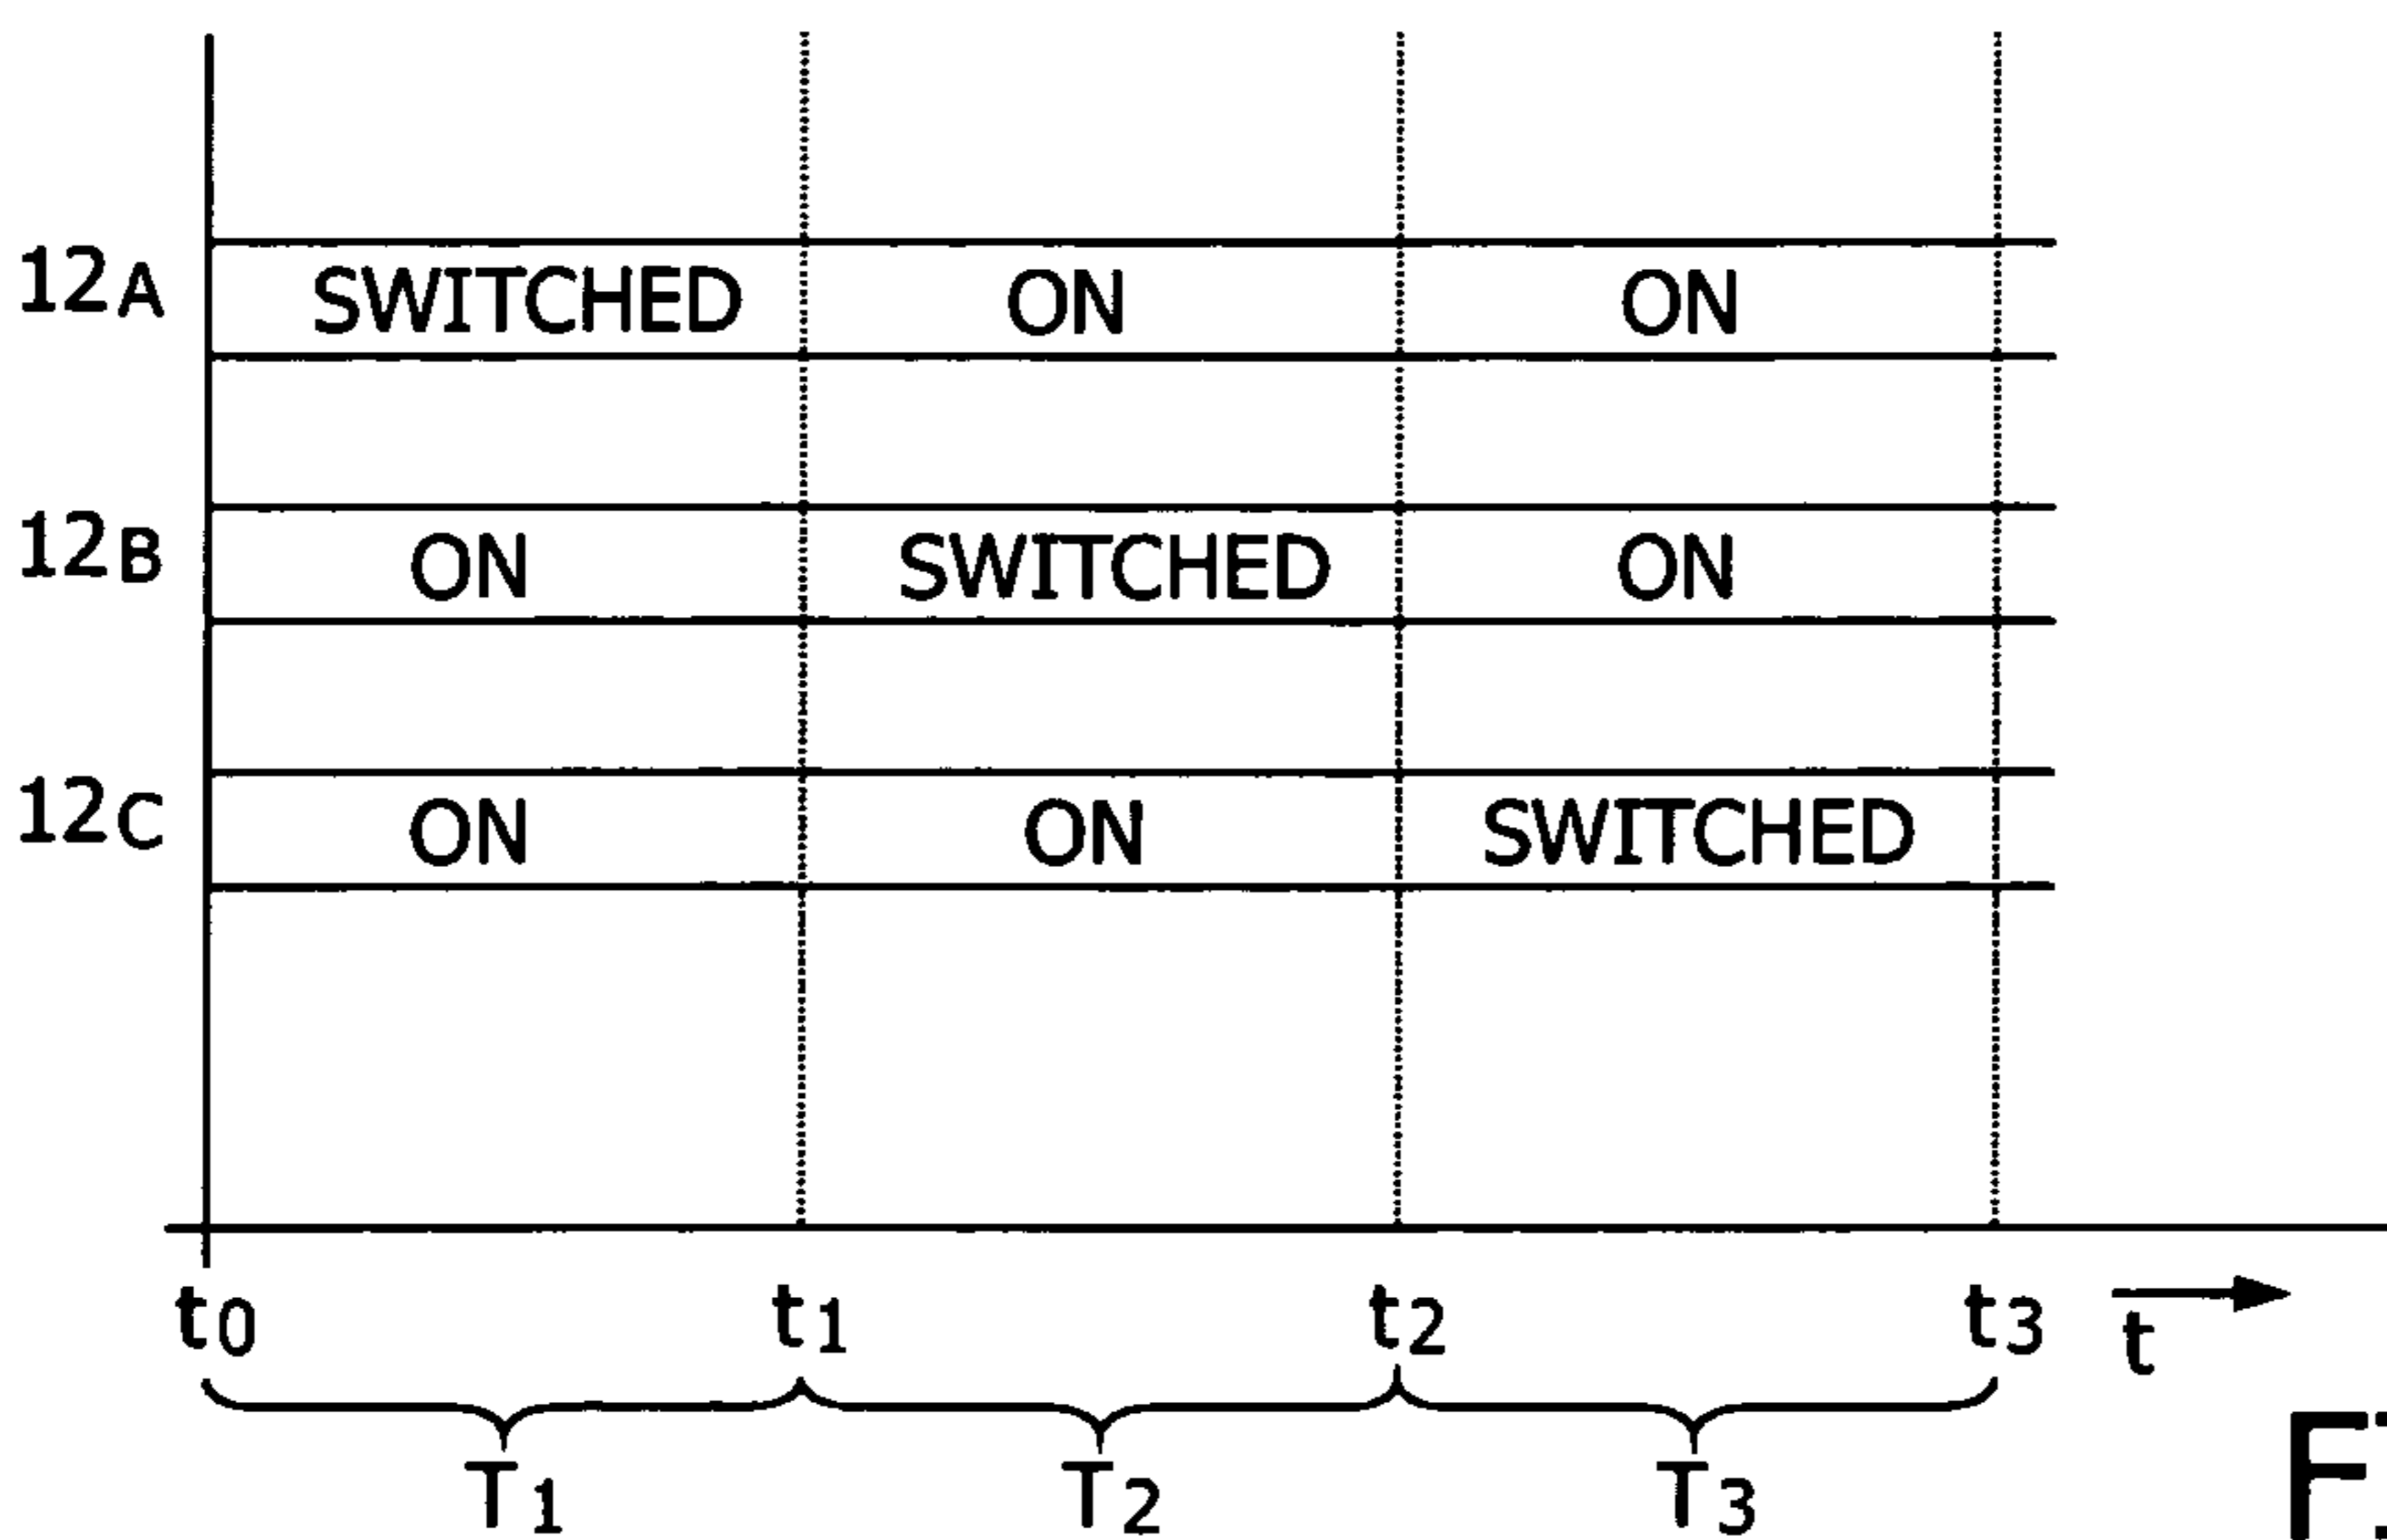 12A SWITCHED ON ON
12B ON SWITCHED ON
12C ON ON SWITCHED
t0 t1 t2 t3 t
T1 T2 T3